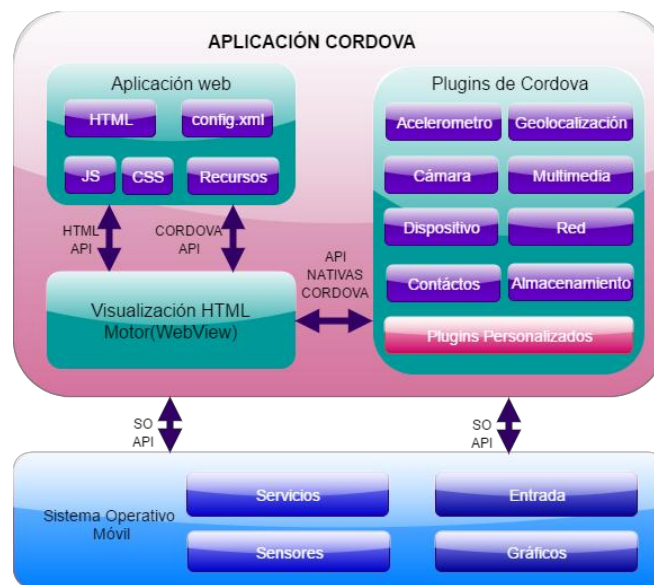 APLICACIÓN CORDOVA
Aplicación web
HTML
config.xml
JS
CSS
Recursos
Plugins de Cordova
Acelerometro
Geolocalización
Cámara
Multimedia
Dispositivo
Red
Contáctos
Almacenamiento
Plugins Personalizados
HTML
API
CORDOVA
API
API
NATIVAS
CORDOVA
Visualización HTML
Motor(WebView)
SO
API
SO
API
Sistema Operativo
Móvil
Servicios
Entrada
Sensores
Gráficos